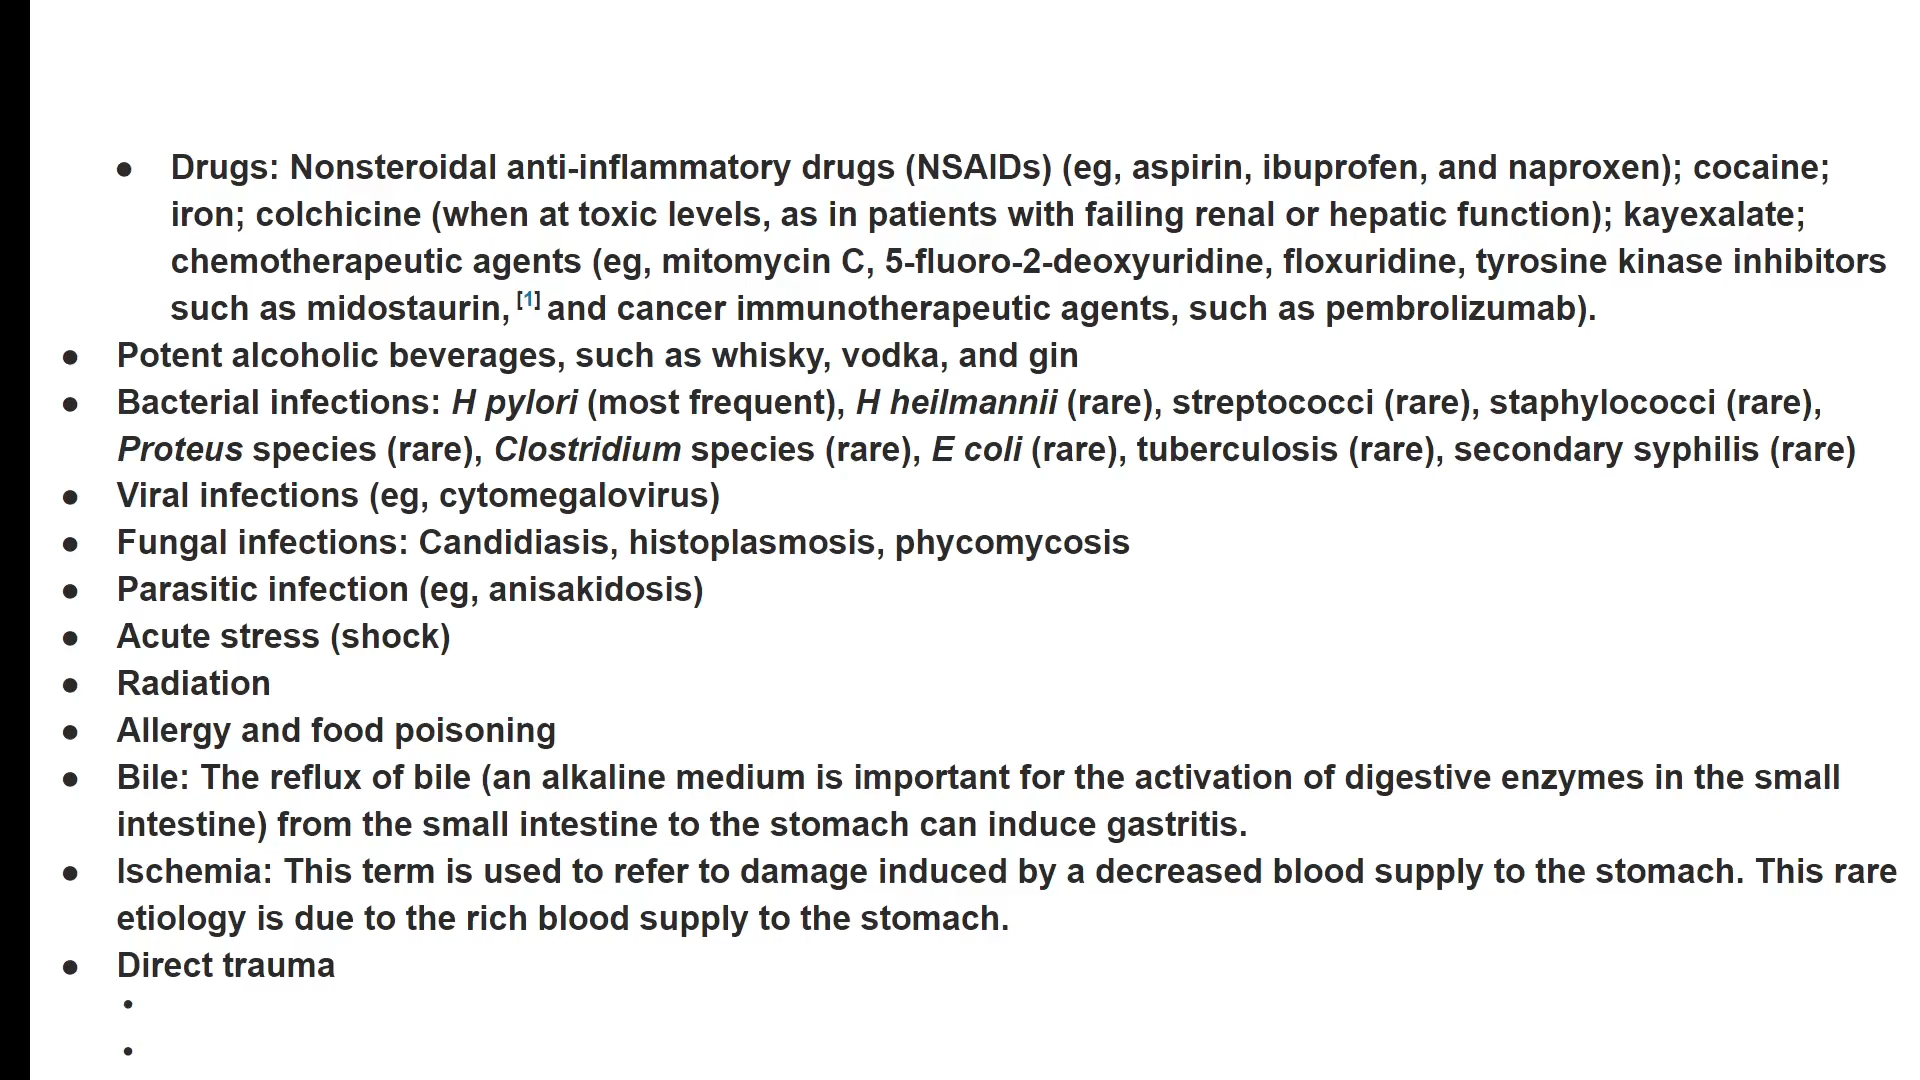 ● Drugs: Nonsteroidal anti-inflammatory drugs (NSAIDs) (eg, aspirin, ibuprofen, and naproxen); cocaine;
iron; colchicine (when at toxic levels, as in patients with failing renal or hepatic function); kayexalate;
chemotherapeutic agents (eg, mitomycin C, 5-fluoro-2-deoxyuridine, floxuridine, tyrosine kinase inhibitors
such as midostaurin, [1] and cancer immunotherapeutic agents, such as pembrolizumab).
● Potent alcoholic beverages, such as whisky, vodka, and gin
● Bacterial infections: H pylori (most frequent), H heilmannii (rare), streptococci (rare), staphylococci (rare),
Proteus species (rare), Clostridium species (rare), E coli (rare), tuberculosis (rare), secondary syphilis (rare)
● Viral infections (eg, cytomegalovirus)
● Fungal infections: Candidiasis, histoplasmosis, phycomycosis
● Parasitic infection (eg, anisakidosis)
● Acute stress (shock)
● Radiation
● Allergy and food poisoning
● Bile: The reflux of bile (an alkaline medium is important for the activation of digestive enzymes in the small
intestine) from the small intestine to the stomach can induce gastritis.
● Ischemia: This term is used to refer to damage induced by a decreased blood supply to the stomach. This rare
etiology is due to the rich blood supply to the stomach.
● Direct trauma
•
•